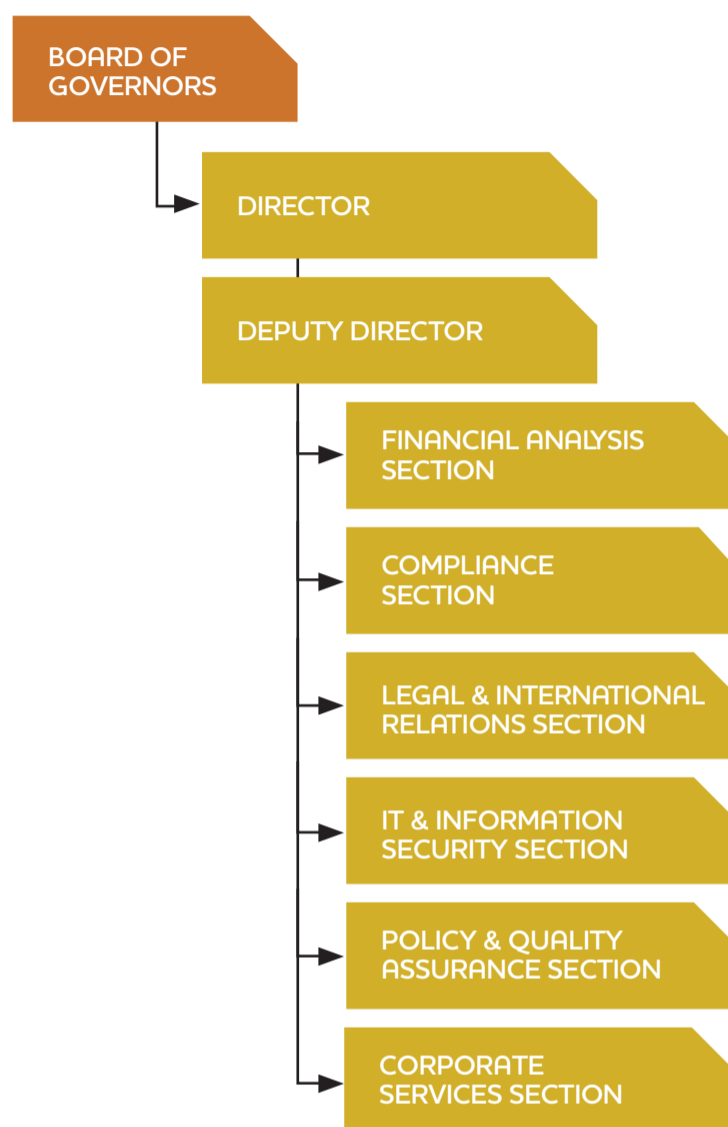 BOARD OF
GOVERNORS
DIRECTOR
DEPUTY DIRECTOR
FINANCIAL ANALYSIS
SECTION
COMPLIANCE
SECTION
LEGAL & INTERNATIONAL
RELATIONS SECTION
IT & INFORMATION
SECURITY SECTION
POLICY & QUALITY
ASSURANCE SECTION
CORPORATE
SERVICES SECTION